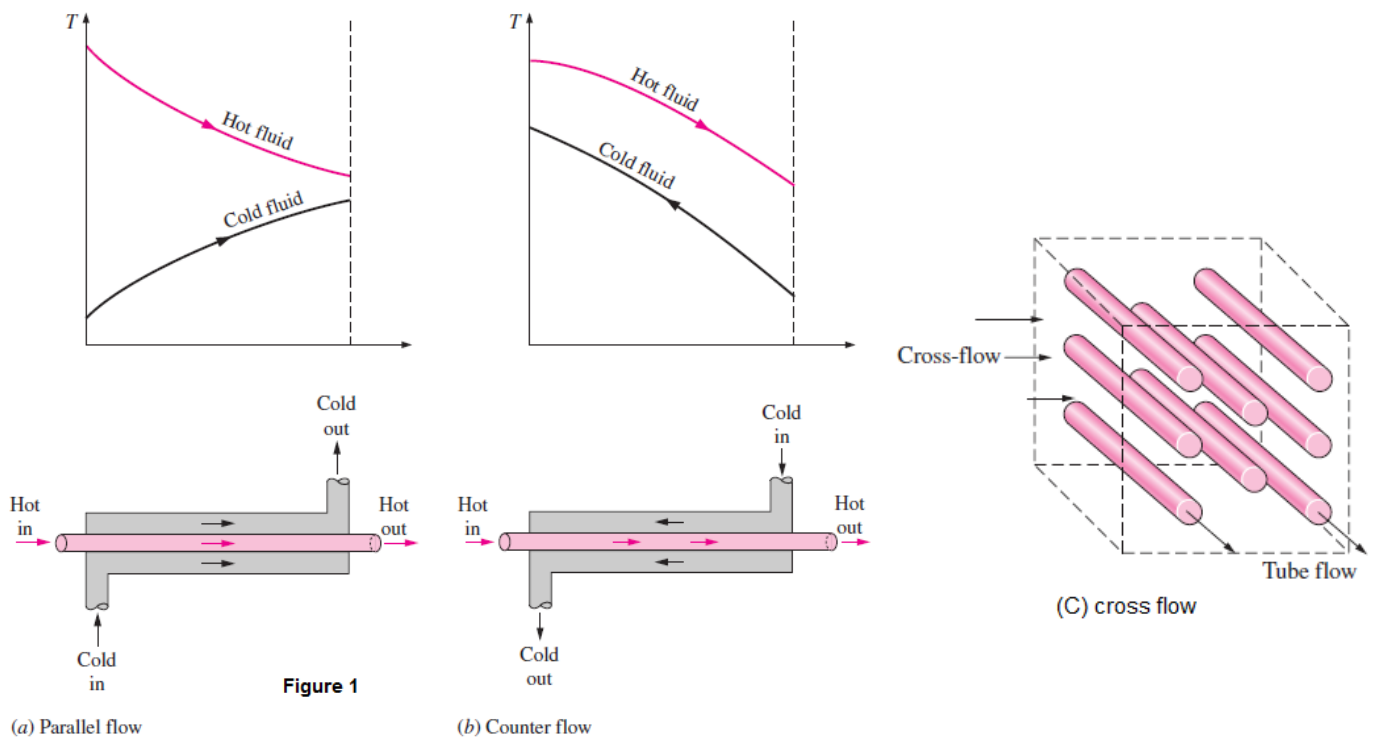 T
Hot fluid
Cold fluid
Cold
out
Hot
in
Hot
out
Cold
in
Figure 1
(a) Parallel flow
T
Hot fluid
Cold fluid
Cold
in
Hot
in
Hot
out
Cold
out
(b) Counter flow
Cross-flow
Tube flow
(C) cross flow